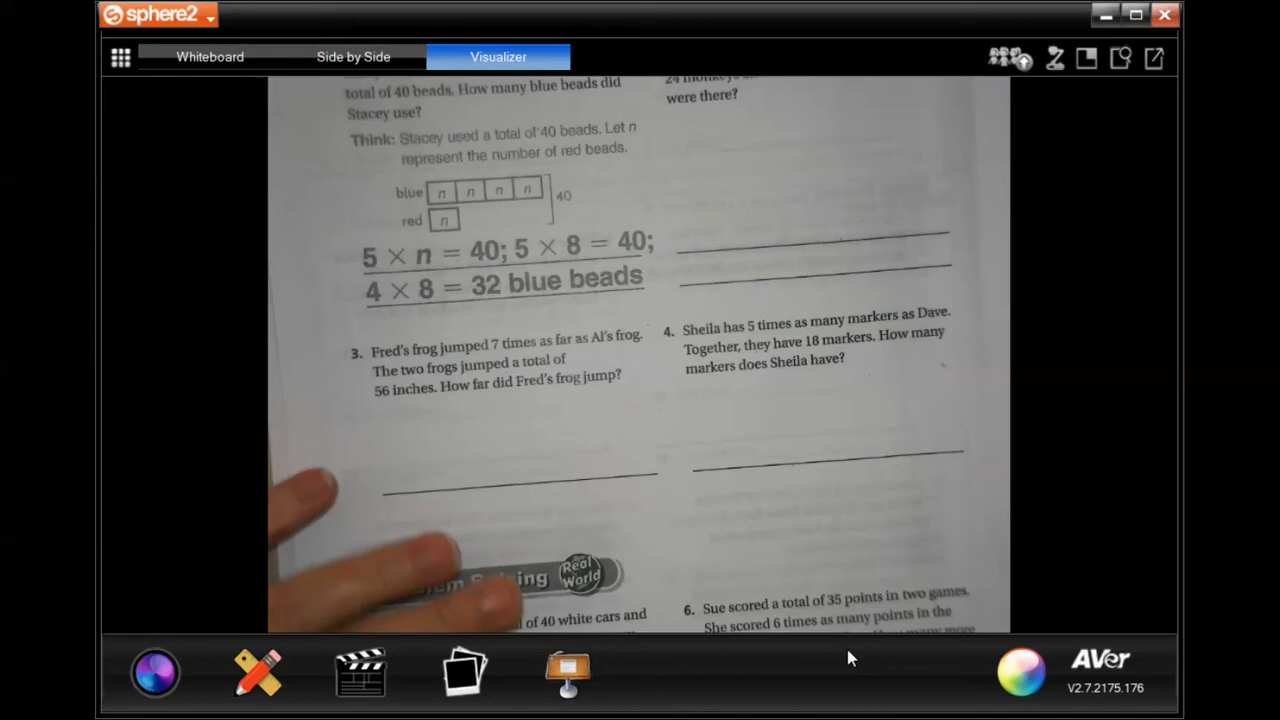 sphere2
Whiteboard
Side by Side
Visualizer
total of 40 beads. How many blue beads did
Stacey use?
Think: Stacey used a total of 40 beads. Let n
represent the number of red beads.
blue n n n n 40
red n
5 × n = 40; 5 × 8 = 40;
4 × 8 = 32 blue beads
24 monkeys
were there?
3. Fred's frog jumped 7 times as far as Al's frog.
The two frogs jumped a total of
56 inches. How far did Fred's frog jump?
4. Sheila has 5 times as many markers as Dave.
Together, they have 18 markers. How many
markers does Sheila have?
Real
World
of 40 white cars and
6. Sue scored a total of 35 points in two games.
She scored 6 times as many points in the
AVer
V2.7.2175.176